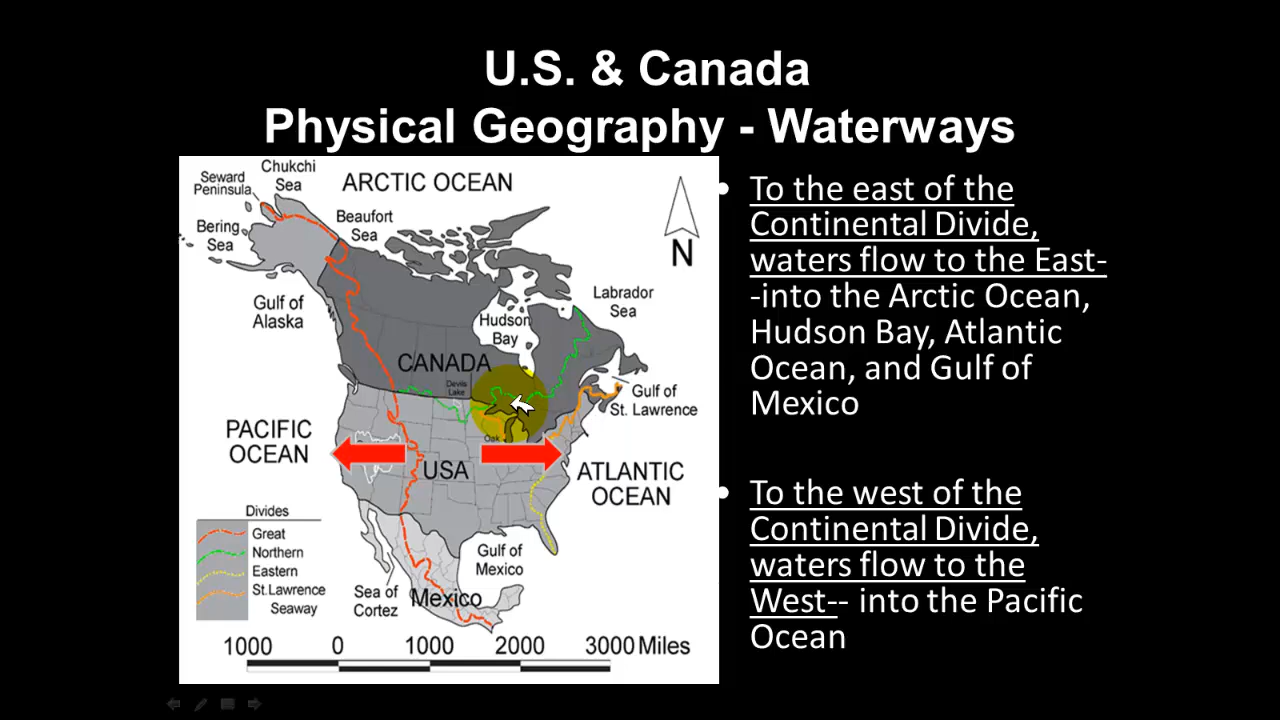 U.S. & Canada
Physical Geography - Waterways
Chukchi
Sea
Seward
Peninsula
ARCTIC OCEAN
Bering
Sea
Beaufort
Sea
N
Gulf of
Alaska
Labrador
Sea
Hudson
Bay
CANADA
Devils
Lake
Gulf of
St. Lawrence
PACIFIC
OCEAN
Oak
USA
ATLANTIC
OCEAN
Divides
Great
Northern
Eastern
St.Lawrence
Seaway
Gulf of
Mexico
Sea of
Cortez
Mexico
1000 0 1000 2000 3000 Miles
• To the east of the
Continental Divide,
waters flow to the East-
-into the Arctic Ocean,
Hudson Bay, Atlantic
Ocean, and Gulf of
Mexico
• To the west of the
Continental Divide,
waters flow to the
West-- into the Pacific
Ocean